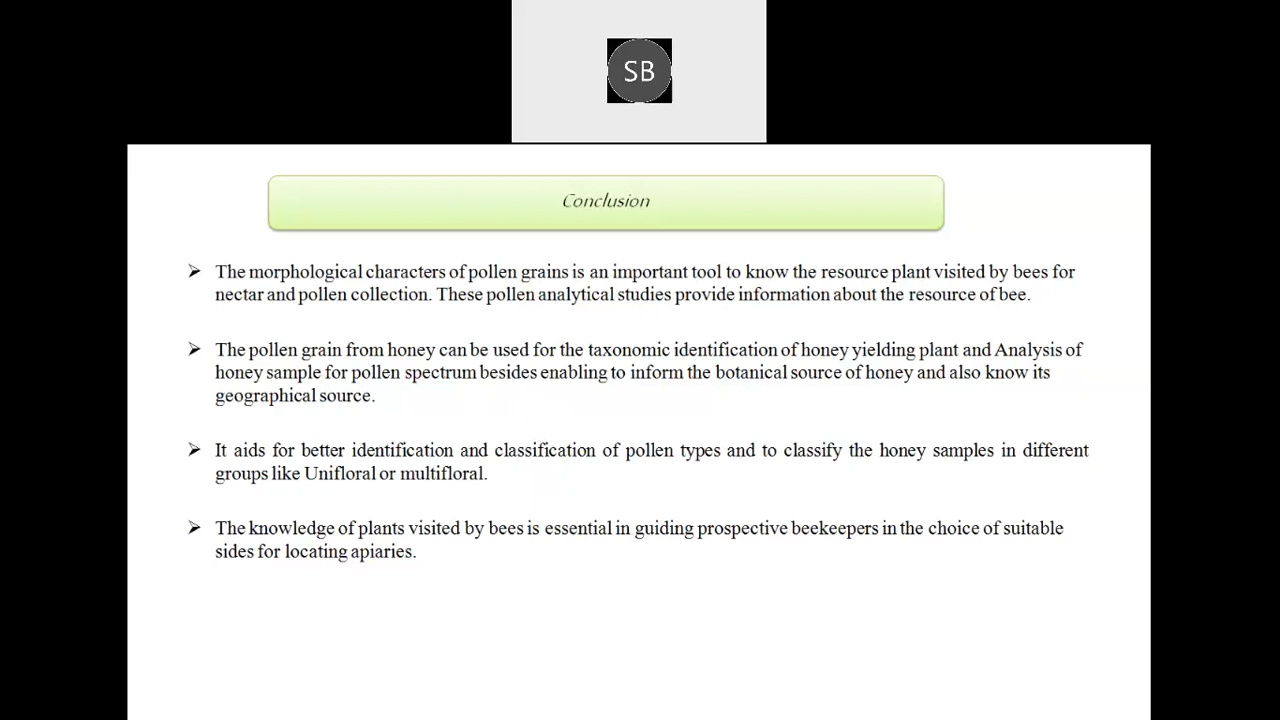 SB
Conclusion
The morphological characters of pollen grains is an important tool to know the resource plant visited by bees for
nectar and pollen collection. These pollen analytical studies provide information about the resource of bee.
The pollen grain from honey can be used for the taxonomic identification of honey yielding plant and Analysis of
honey sample for pollen spectrum besides enabling to inform the botanical source of honey and also know its
geographical source.
It aids for better identification and classification of pollen types and to classify the honey samples in different
groups like Unifloral or multifloral.
The knowledge of plants visited by bees is essential in guiding prospective beekeepers in the choice of suitable
sides for locating apiaries.